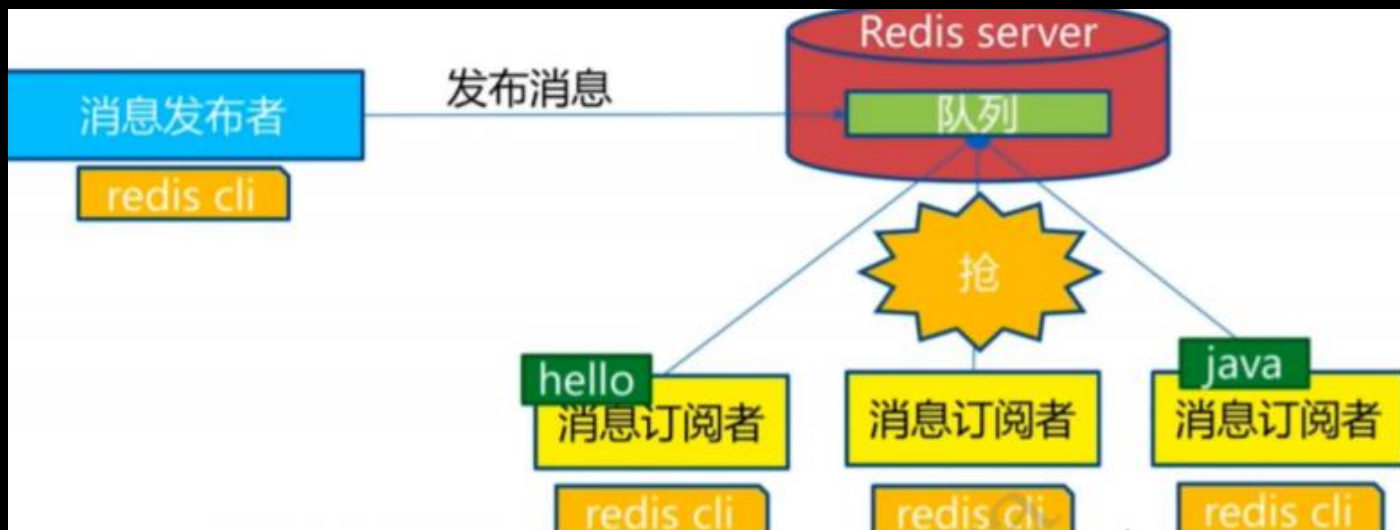 Redis server
消息发布者
发布消息
队列
redis cli
抢
hello
java
消息订阅者
消息订阅者
消息订阅者
redis cli
redis cli
redis cli